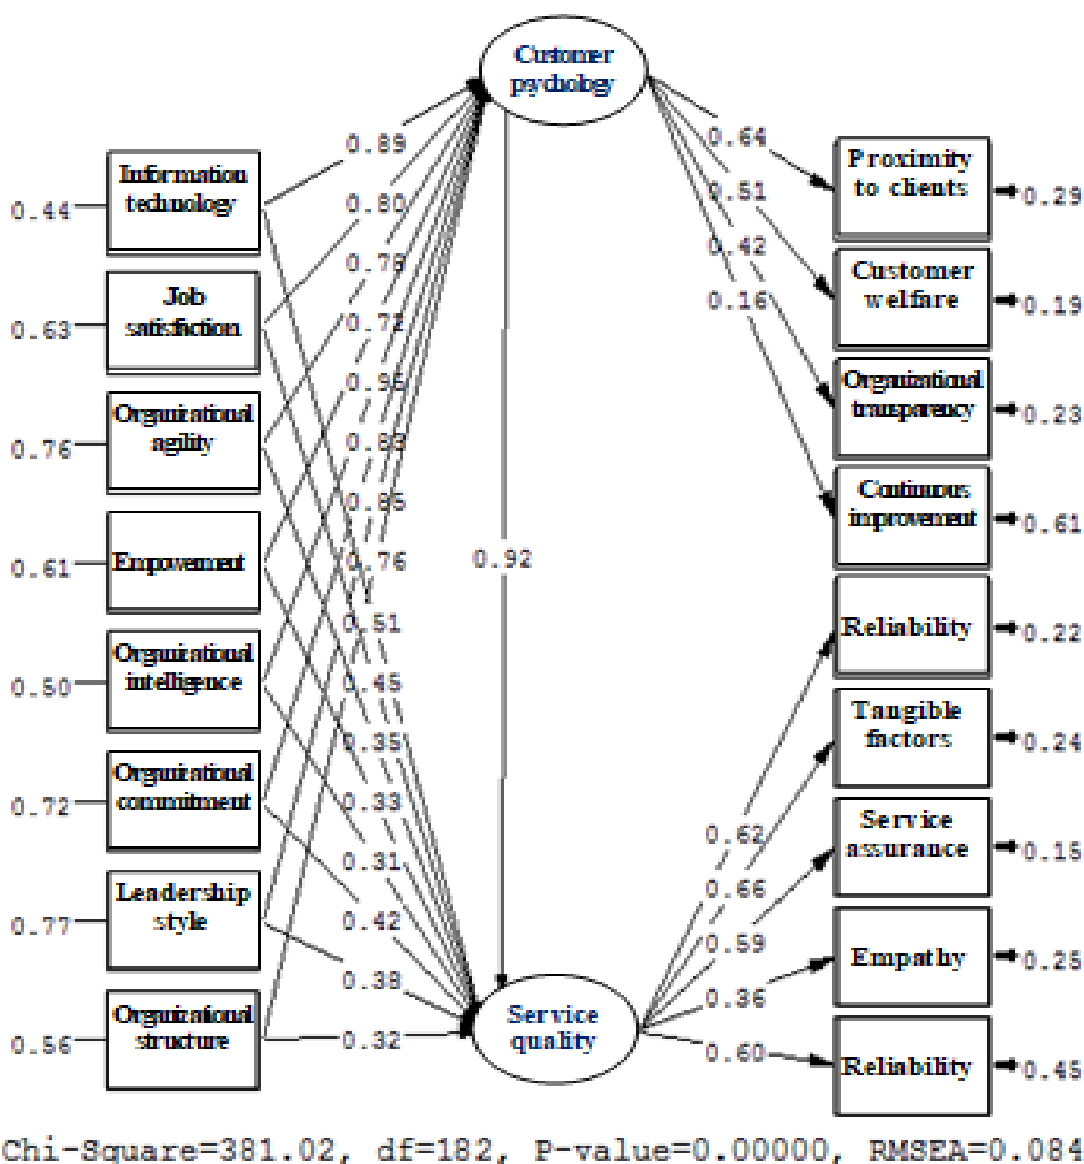 Customer
psychology
0.89
0.80
0.78
0.72
0.96
0.83
0.85
0.76
0.92
0.51
0.45
0.35
0.33
0.31
0.42
0.38
0.32
0.44
Information
technology
0.63
Job
satisfaction
0.76
Organizational
agility
0.61
Empowerment
0.50
Organizational
intelligence
0.72
Organizational
commitment
0.77
Leadership
style
0.56
Organizational
structure
Service
quality
0.64
0.51
0.42
0.16
Proximity
to clients
0.29
Customer
welfare
0.19
Organizational
transparency
0.23
Continuous
improvement
0.61
Reliability
0.22
Tangible
factors
0.24
Service
assurance
0.15
Empathy
0.25
Reliability
0.45
0.62
0.66
0.59
0.36
0.60
Chi-Square=381.02, df=182, P-value=0.00000, RMSEA=0.084